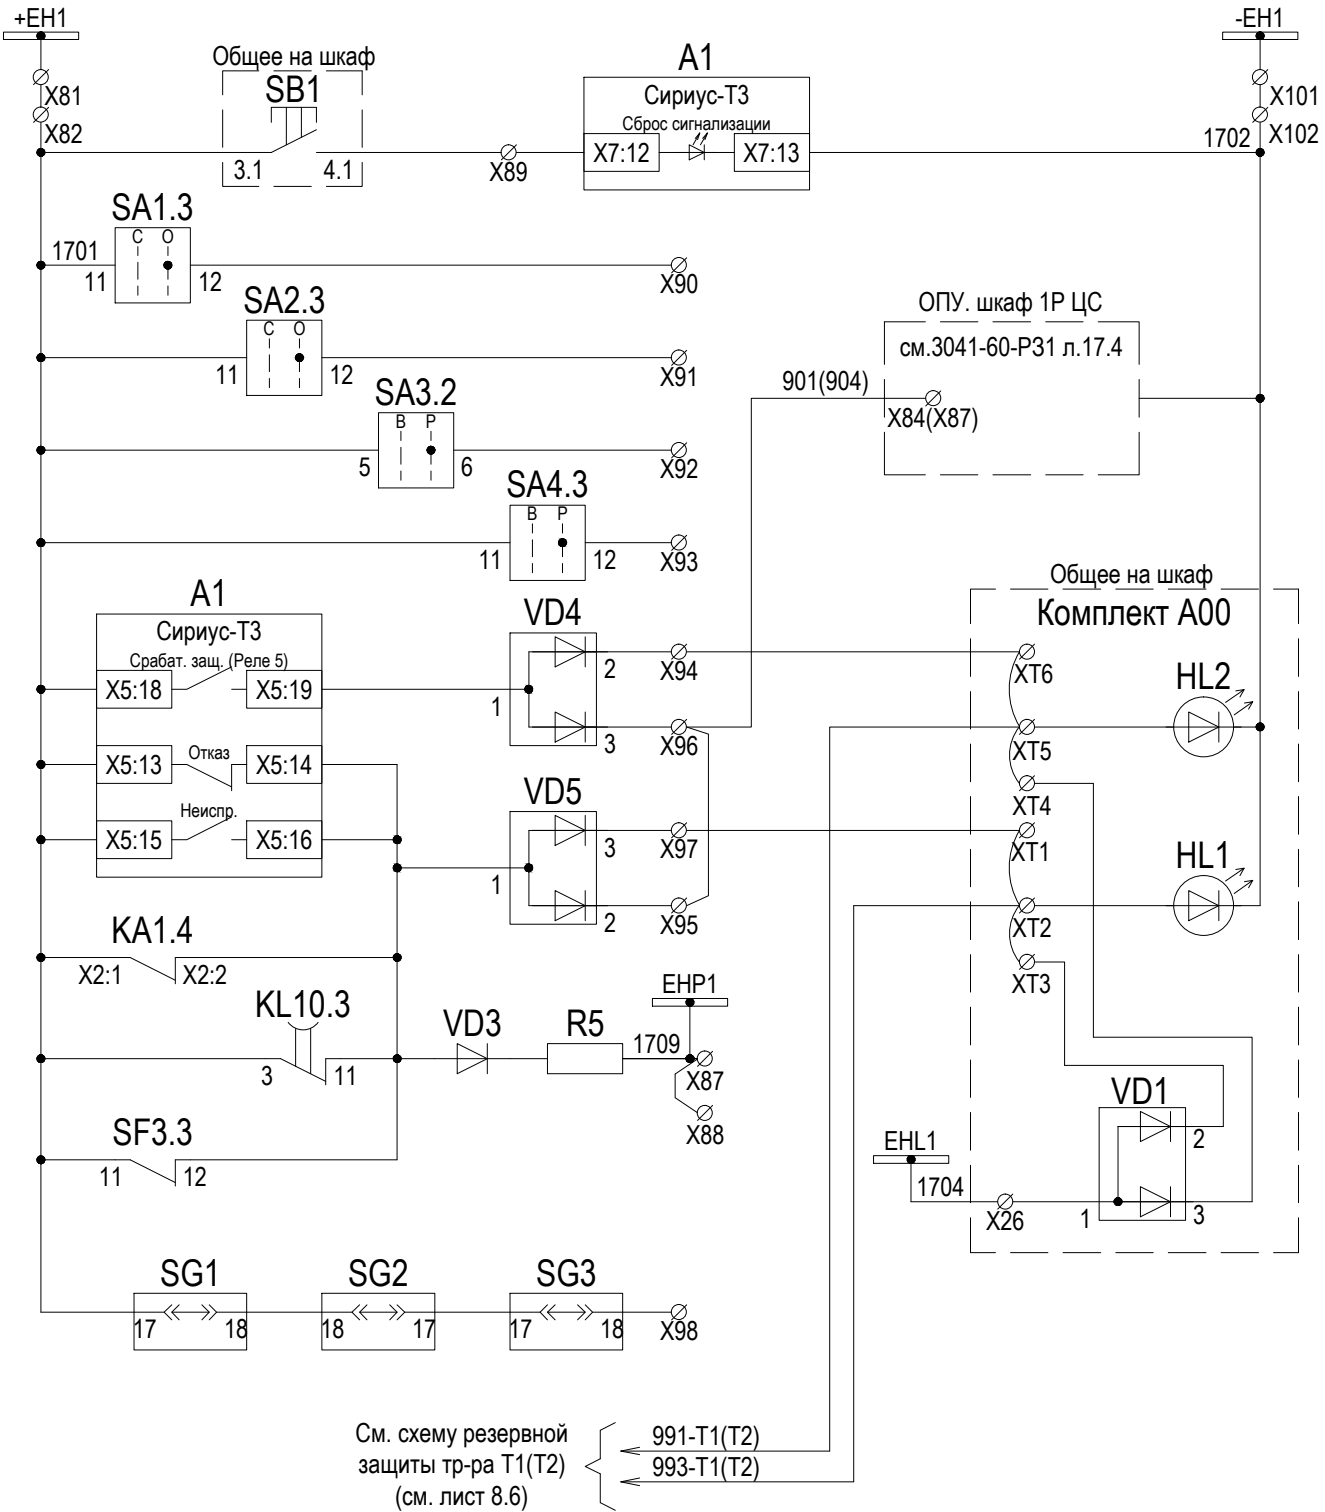 +EH1
-EH1
X81
X82
Общее на шкаф
SB1
3.1
4.1
X89
A1
Сириус-Т3
Сброс сигнализации
X7:12
X7:13
1702
X101
X102
SA1.3
С О
1701
11
12
X90
SA2.3
С О
11
12
X91
SA3.2
В Р
5
6
X92
SA4.3
В Р
11
12
X93
ОПУ. шкаф 1Р ЦС
см.3041-60-РЗ1 л.17.4
901(904)
X84(X87)
A1
Сириус-Т3
Срабат. защ. (Реле 5)
X5:18
X5:19
Отказ
X5:13
X5:14
Неиспр.
X5:15
X5:16
VD4
1
2
3
X94
X96
VD5
1
3
2
X97
X95
Общее на шкаф
Комплект А00
XT6
XT5
XT4
XT1
XT2
XT3
HL2
HL1
KA1.4
X2:1
X2:2
KL10.3
3
11
VD3
R5
1709
EHP1
X87
X88
SF3.3
11
12
EHL1
1704
X26
VD1
1
2
3
SG1
17
18
SG2
18
17
SG3
17
18
X98
См. схему резервной
защиты тр-ра Т1(Т2)
(см. лист 8.6)
991-Т1(Т2)
993-Т1(Т2)